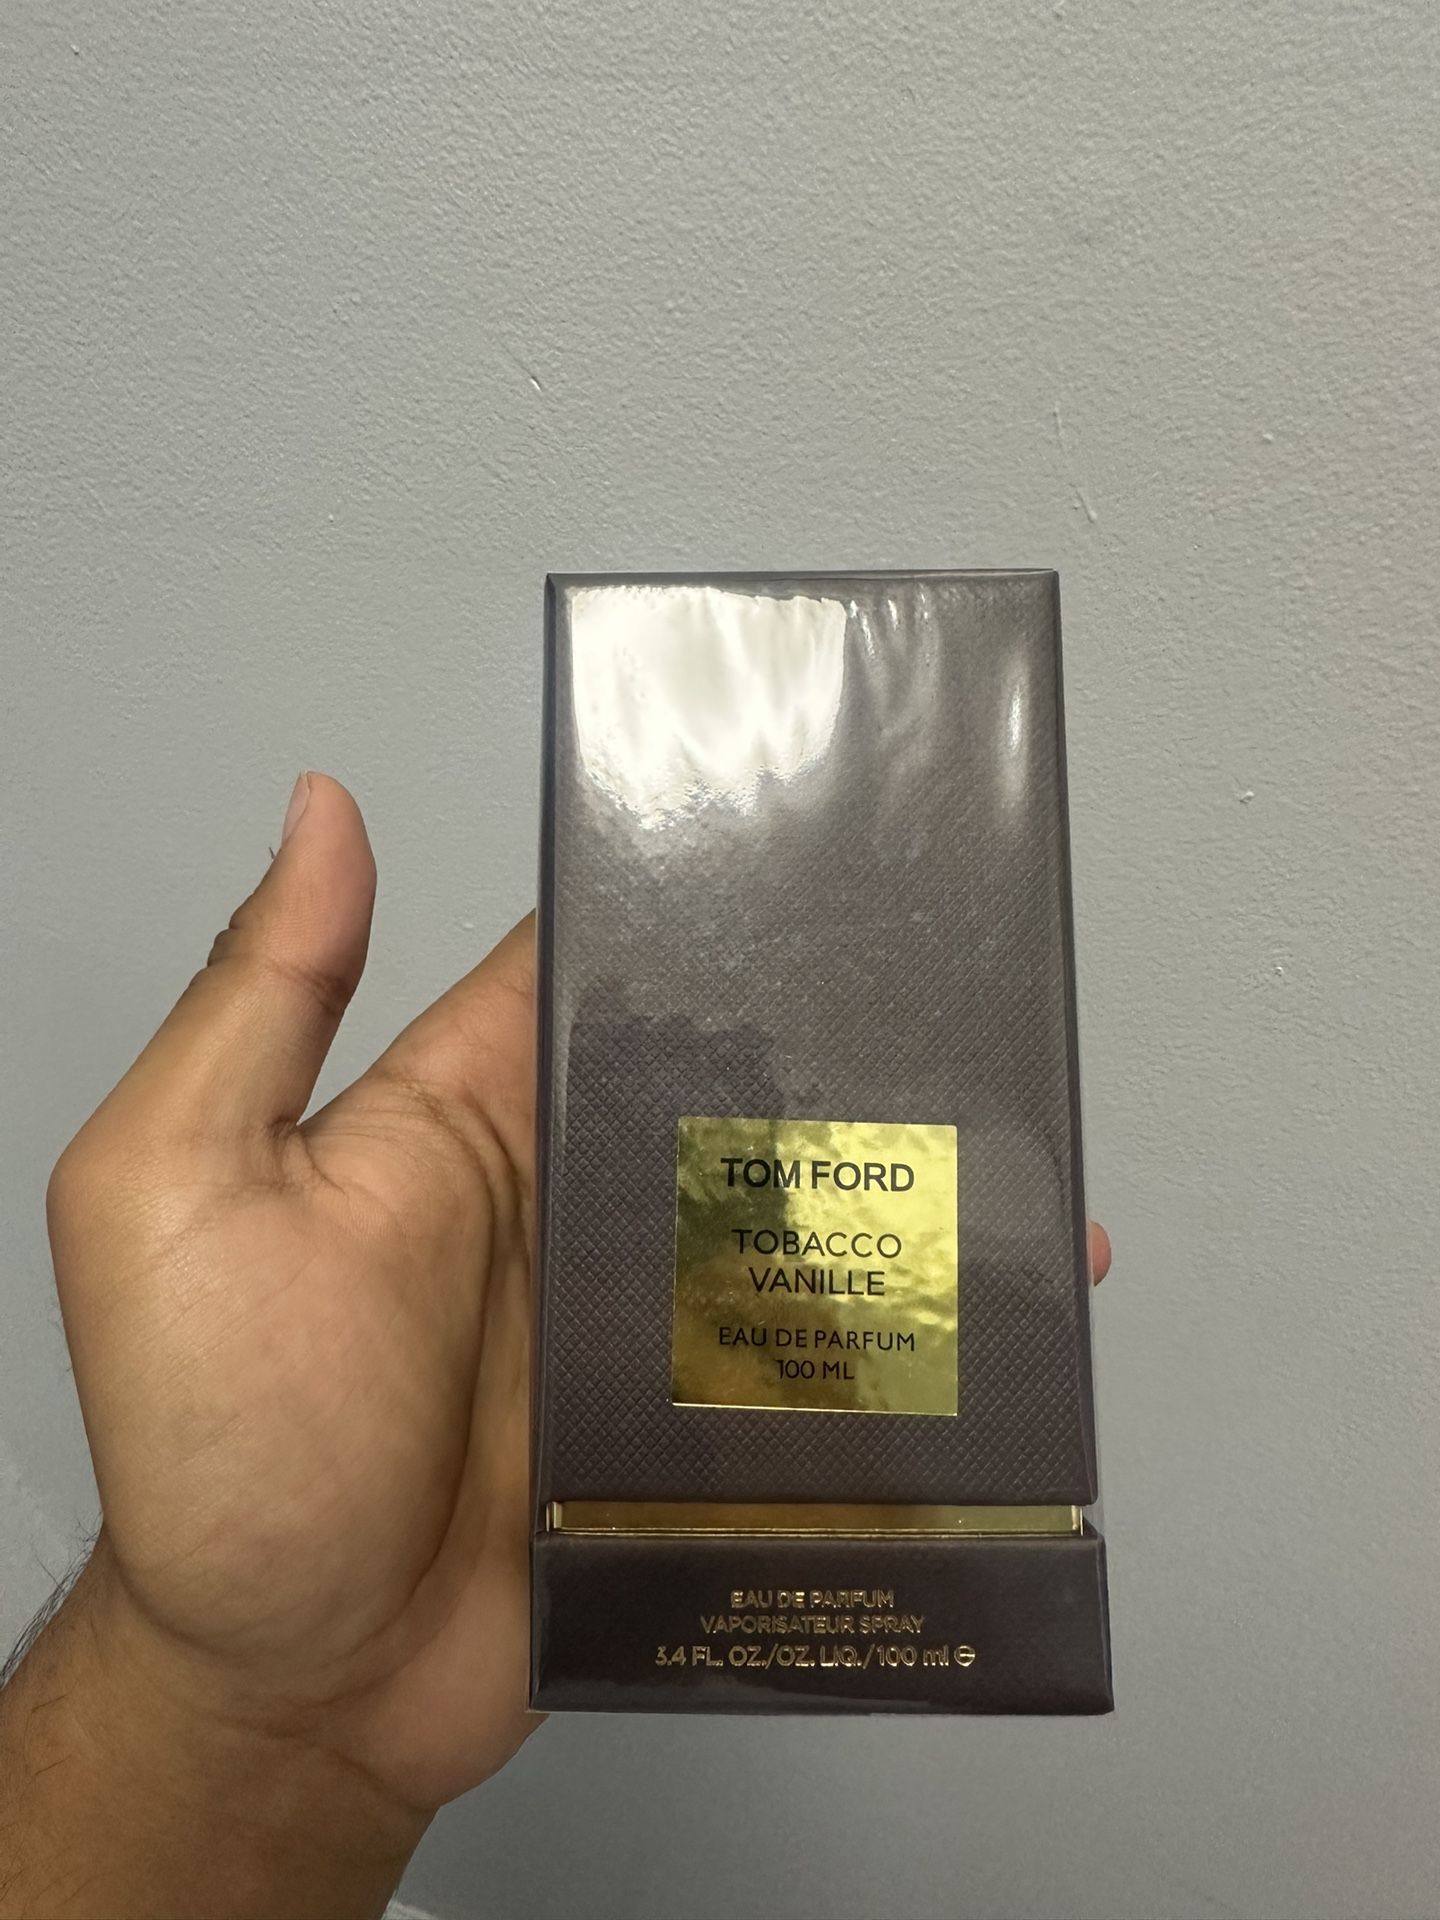 TOM FORD
TOBACCO
VANILLE
EAU DE PARFUM
100 ML
EAU DE PARFUM
VAPORISATEUR SPRAY
3.4 FL. OZ./OZ. LIQ./100 ml ℮